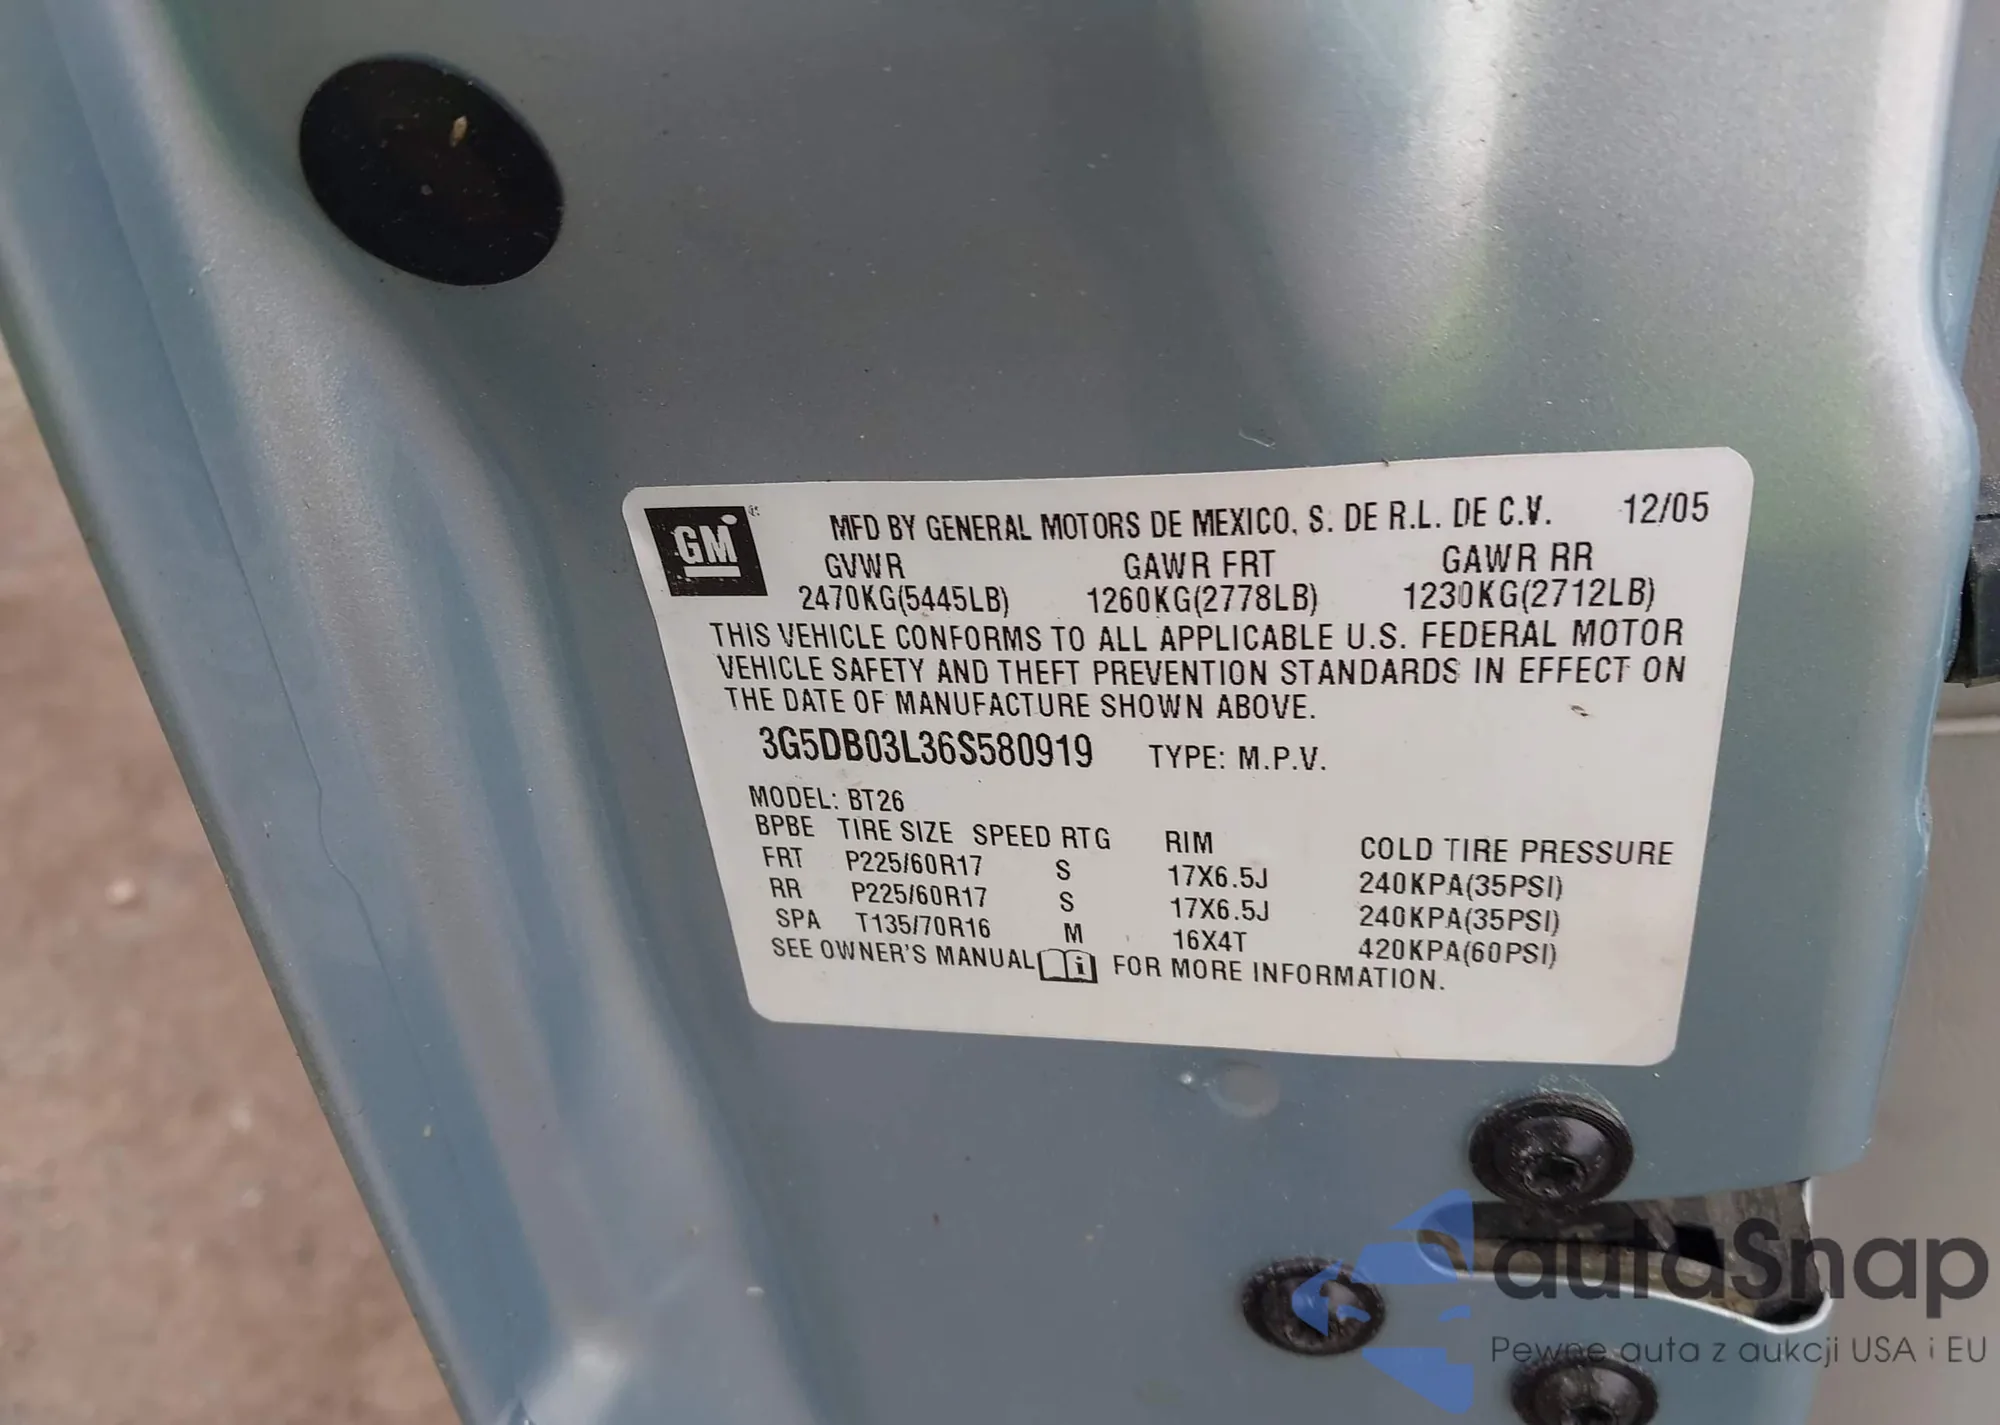 GM MFD BY GENERAL MOTORS DE MEXICO, S. DE R.L. DE C.V. 12/05
GVWR GAWR FRT GAWR RR
2470KG(5445LB) 1260KG(2778LB) 1230KG(2712LB)
THIS VEHICLE CONFORMS TO ALL APPLICABLE U.S. FEDERAL MOTOR
VEHICLE SAFETY AND THEFT PREVENTION STANDARDS IN EFFECT ON
THE DATE OF MANUFACTURE SHOWN ABOVE.
3G5DB03L36S580919 TYPE: M.P.V.
MODEL: BT26
BPBE TIRE SIZE SPEED RTG RIM COLD TIRE PRESSURE
FRT P225/60R17 S 17X6.5J 240KPA(35PSI)
RR P225/60R17 S 17X6.5J 240KPA(35PSI)
SPA T135/70R16 M 16X4T 420KPA(60PSI)
SEE OWNER'S MANUAL i FOR MORE INFORMATION.
autaSnap
Pewne auta z aukcji USA i EU